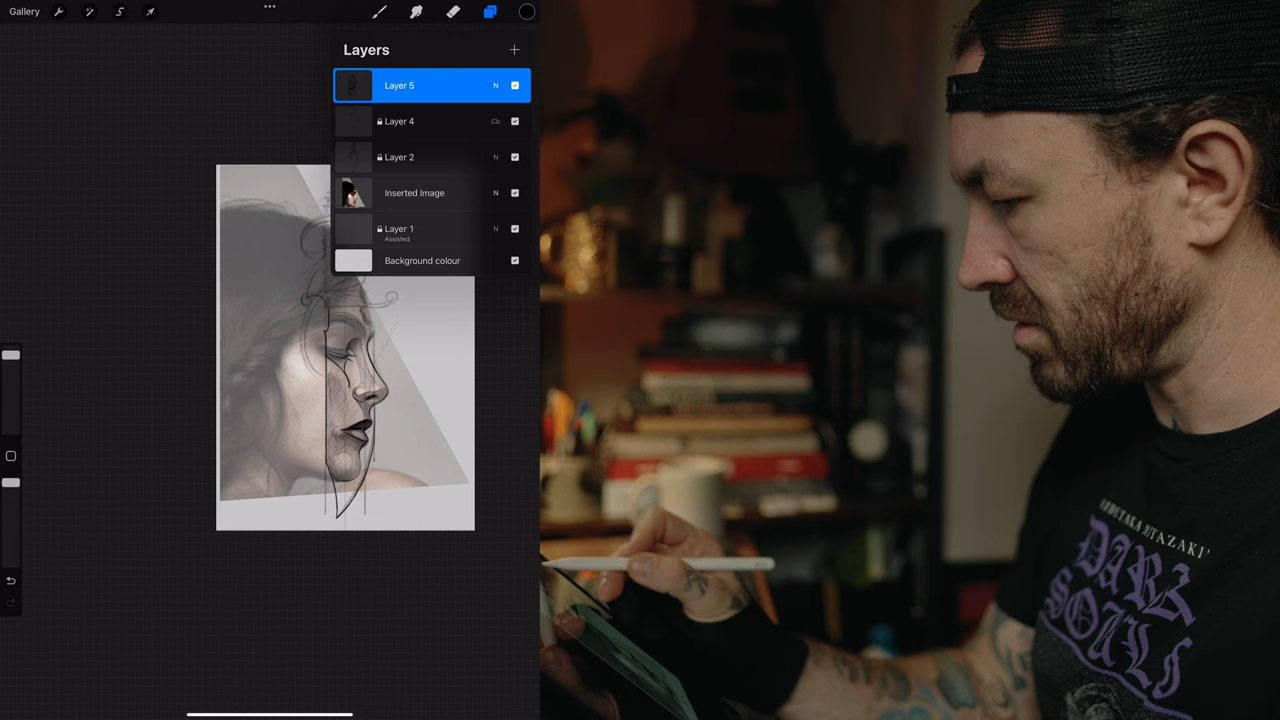 Gallery
Layers
Layer 5 N
Layer 4 Cb
Layer 2 N
Inserted Image N
Layer 1 N
Assisted
Background colour
DARK
SOULS